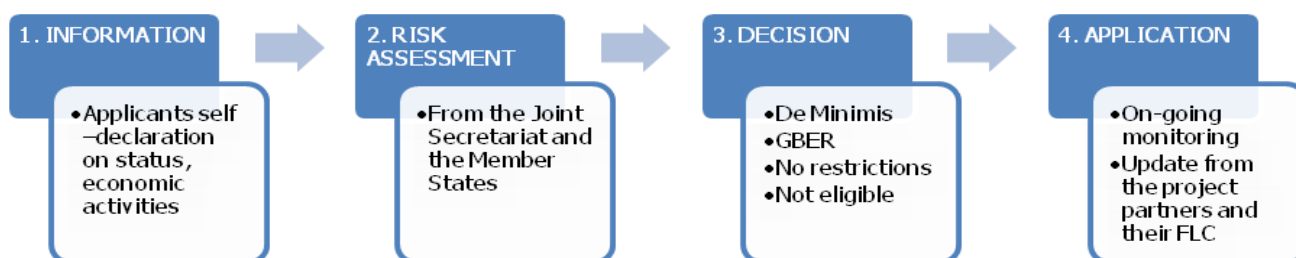 1. INFORMATION
•Applicants self
–declaration
on status,
economic
activities
2. RISK
ASSESSMENT
•From the Joint
Secretariat and
the Member
States
3. DECISION
•De Minimis
•GBER
•No restrictions
•Not eligible
4. APPLICATION
•On-going
monitoring
•Update from
the project
partners and
their FLC